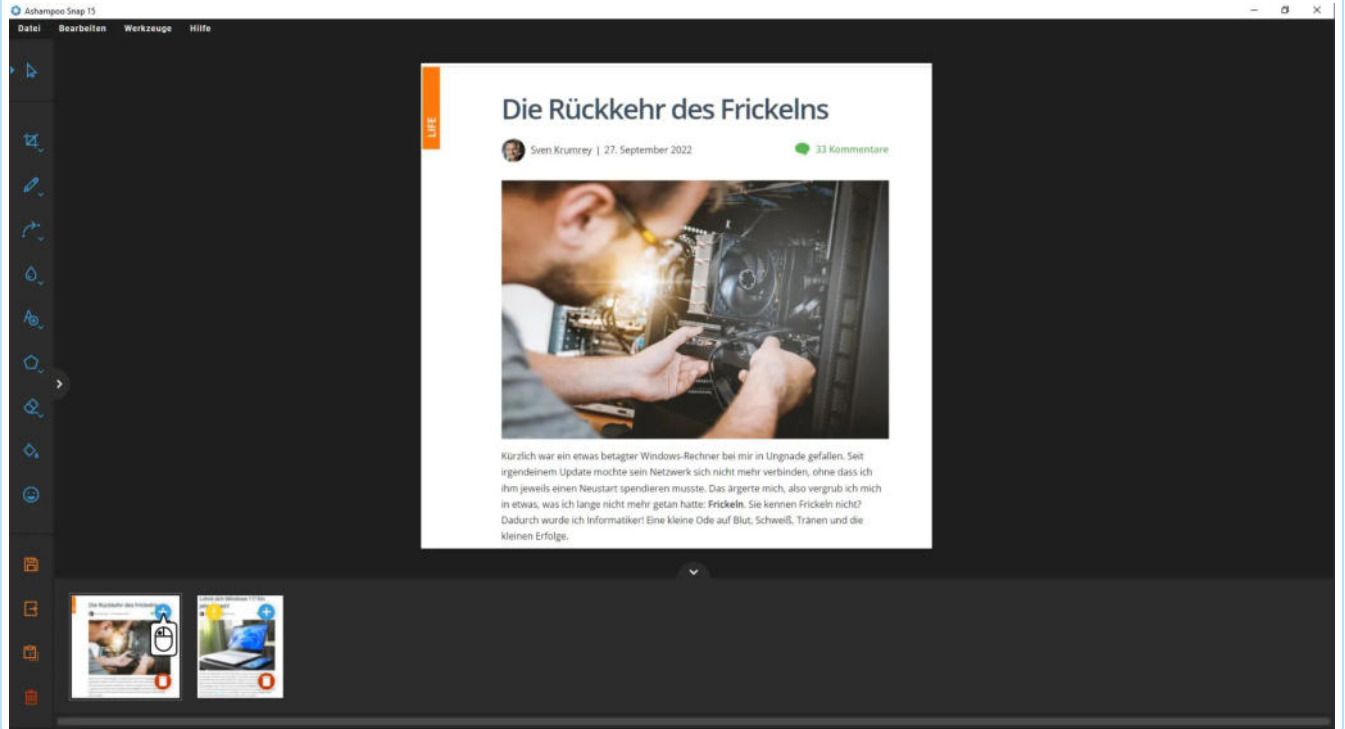 Ashampoo Snap 15
Datei Bearbeiten Werkzeuge Hilfe
LIFE
Die Rückkehr des Frickelns
Sven Krumrey | 27. September 2022
33 Kommentare
Kürzlich war ein etwas betagter Windows-Rechner bei mir in Ungnade gefallen. Seit
irgendeinem Update mochte sein Netzwerk sich nicht mehr verbinden, ohne dass ich
ihm jeweils einen Neustart spendieren musste. Das ärgerte mich, also vergrub ich mich
in etwas, was ich lange nicht mehr getan hatte: Frickeln. Sie kennen Frickeln nicht?
Dadurch wurde ich Informatiker! Eine kleine Ode auf Blut, Schweiß, Tränen und die
kleinen Erfolge.
Die Rückkehr des Frickelns